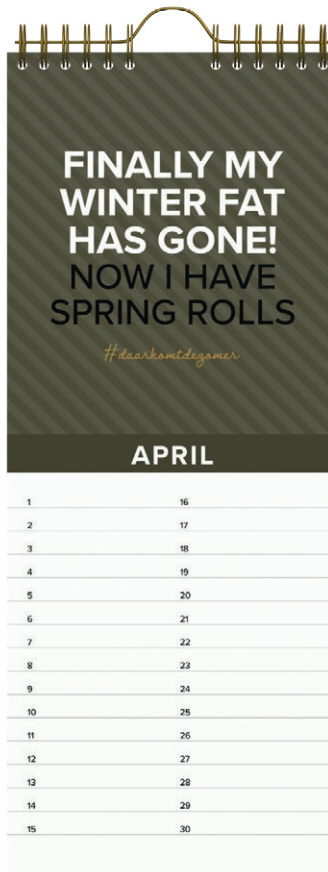 FINALLY MY
WINTER FAT
HAS GONE!
NOW I HAVE
SPRING ROLLS
#daarkomtdezomer
APRIL
1 16
2 17
3 18
4 19
5 20
6 21
7 22
8 23
9 24
10 25
11 26
12 27
13 28
14 29
15 30